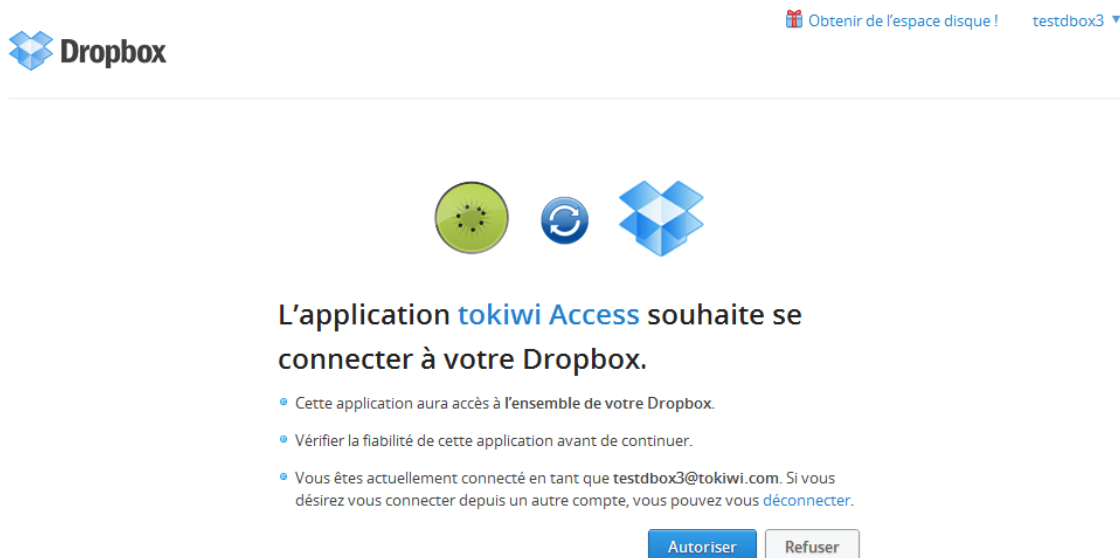 Obtenir de l'espace disque ! testdbox3
Dropbox
L'application tokiwi Access souhaite se
connecter à votre Dropbox.
Cette application aura accès à l'ensemble de votre Dropbox.
Vérifier la fiabilité de cette application avant de continuer.
Vous êtes actuellement connecté en tant que testdbox3@tokiwi.com. Si vous
désirez vous connecter depuis un autre compte, vous pouvez vous déconnecter.
Autoriser Refuser